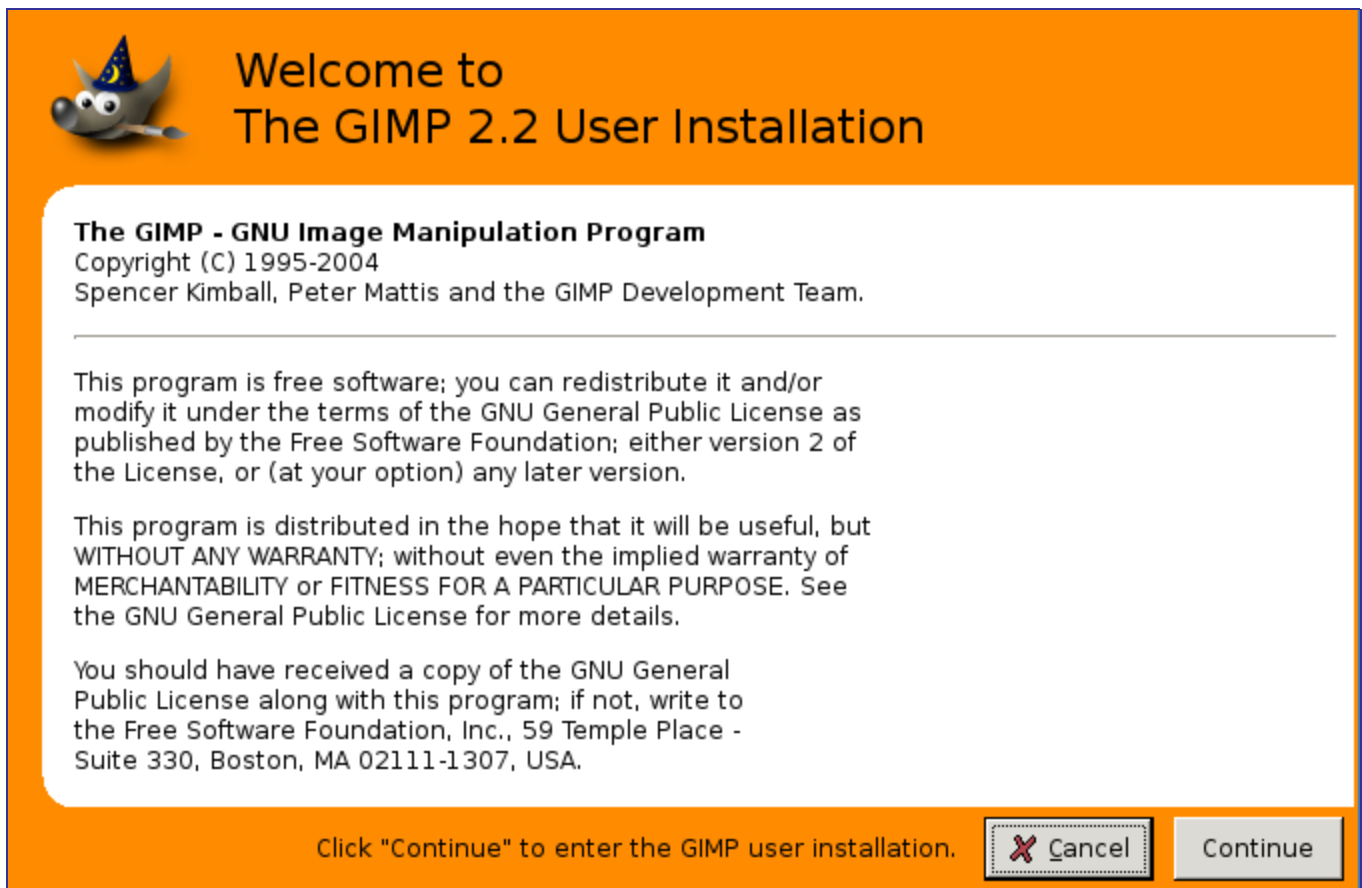 Welcome to
The GIMP 2.2 User Installation
The GIMP - GNU Image Manipulation Program
Copyright (C) 1995-2004
Spencer Kimball, Peter Mattis and the GIMP Development Team.
This program is free software; you can redistribute it and/or
modify it under the terms of the GNU General Public License as
published by the Free Software Foundation; either version 2 of
the License, or (at your option) any later version.
This program is distributed in the hope that it will be useful, but
WITHOUT ANY WARRANTY; without even the implied warranty of
MERCHANTABILITY or FITNESS FOR A PARTICULAR PURPOSE. See
the GNU General Public License for more details.
You should have received a copy of the GNU General
Public License along with this program; if not, write to
the Free Software Foundation, Inc., 59 Temple Place -
Suite 330, Boston, MA 02111-1307, USA.
Click "Continue" to enter the GIMP user installation.
Cancel
Continue